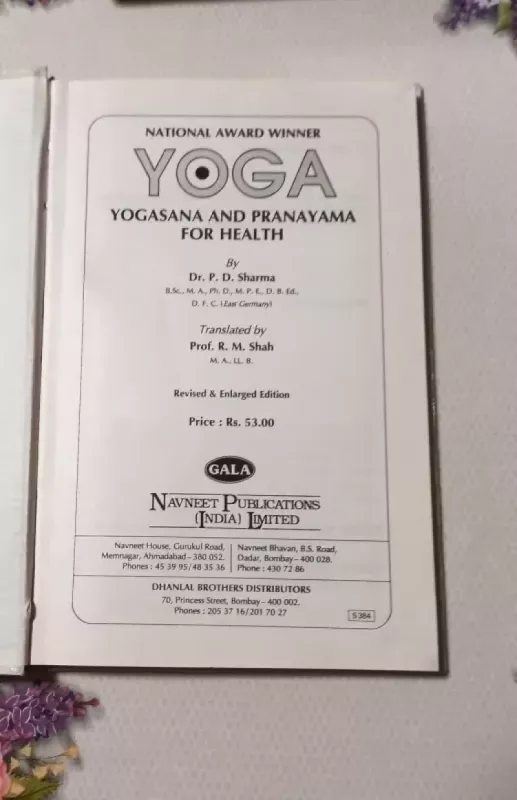 NATIONAL AWARD WINNER
YOGA
YOGASANA AND PRANAYAMA
FOR HEALTH
By
Dr. P. D. Sharma
B.Sc., M. A., Ph. D., M. P. E., D. B. Ed.,
D. F. C. (East Germany)
Translated by
Prof. R. M. Shah
M. A., LL. B.
Revised & Enlarged Edition
Price : Rs. 53.00
GALA
NAVNEET PUBLICATIONS
(INDIA) LIMITED
Navneet House, Gurukul Road,
Memnagar, Ahmadabad–380 052.
Phones : 45 39 95/48 35 36
Navneet Bhavan, B.S. Road,
Dadar, Bombay–400 028.
Phone : 430 72 86
DHANLAL BROTHERS DISTRIBUTORS
70, Princess Street, Bombay–400 002.
Phones : 205 37 16/201 70 27
S 384